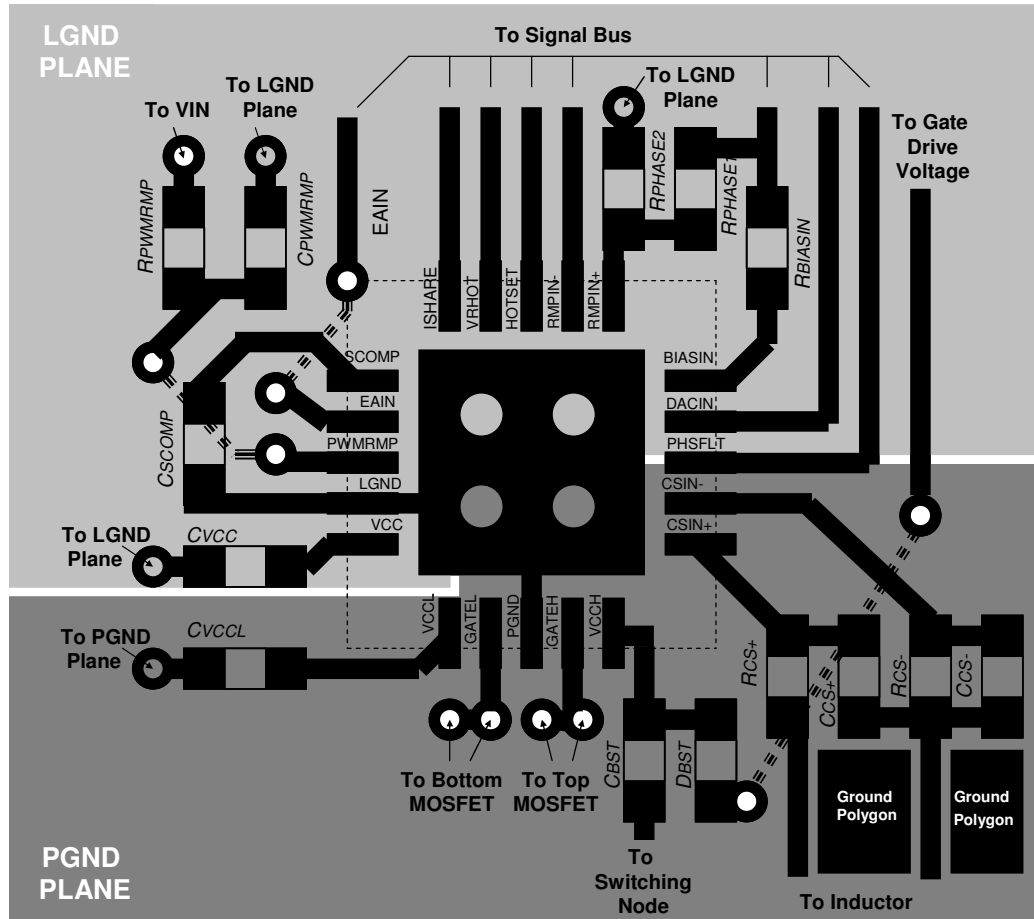 LGND
PLANE
To Signal Bus
To VIN
To LGND
Plane
To LGND
Plane
To Gate
Drive
Voltage
RPWMRMP
CPWMRMP
EAIN
RPHASE2
RPHASE1
RBIASIN
ISHARE
VRHOT
HOTSET
RMPIN-
RMPIN+
SCOMP
EAIN
PWMRMP
LGND
VCC
BIASIN
DACIN
PHSFLT
CSIN-
CSIN+
CSCOMP
To LGND
Plane
CVCC
To PGND
Plane
CVCCL
VCCL
GATEL
PGND
GATEH
VCCH
RCS+
CCS+
RCS-
CCS-
CBST
DBST
To Bottom
MOSFET
To Top
MOSFET
Ground
Polygon
Ground
Polygon
To
Switching
Node
To Inductor
PGND
PLANE